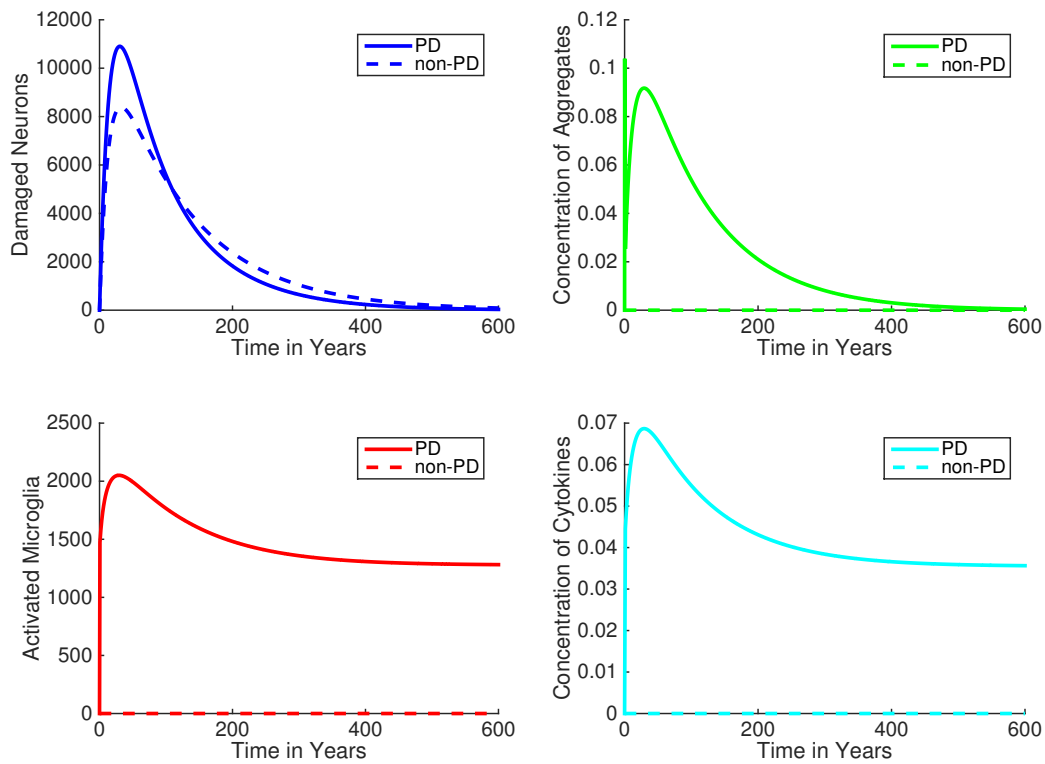 Damaged Neurons
12000
10000
8000
6000
4000
2000
0
0 200 400 600
Time in Years
PD
non-PD
Concentration of Aggregates
0.12
0.1
0.08
0.06
0.04
0.02
0
0 200 400 600
Time in Years
PD
non-PD
Activated Microglia
2500
2000
1500
1000
500
0
0 200 400 600
Time in Years
PD
non-PD
Concentration of Cytokines
0.07
0.06
0.05
0.04
0.03
0.02
0.01
0
0 200 400 600
Time in Years
PD
non-PD